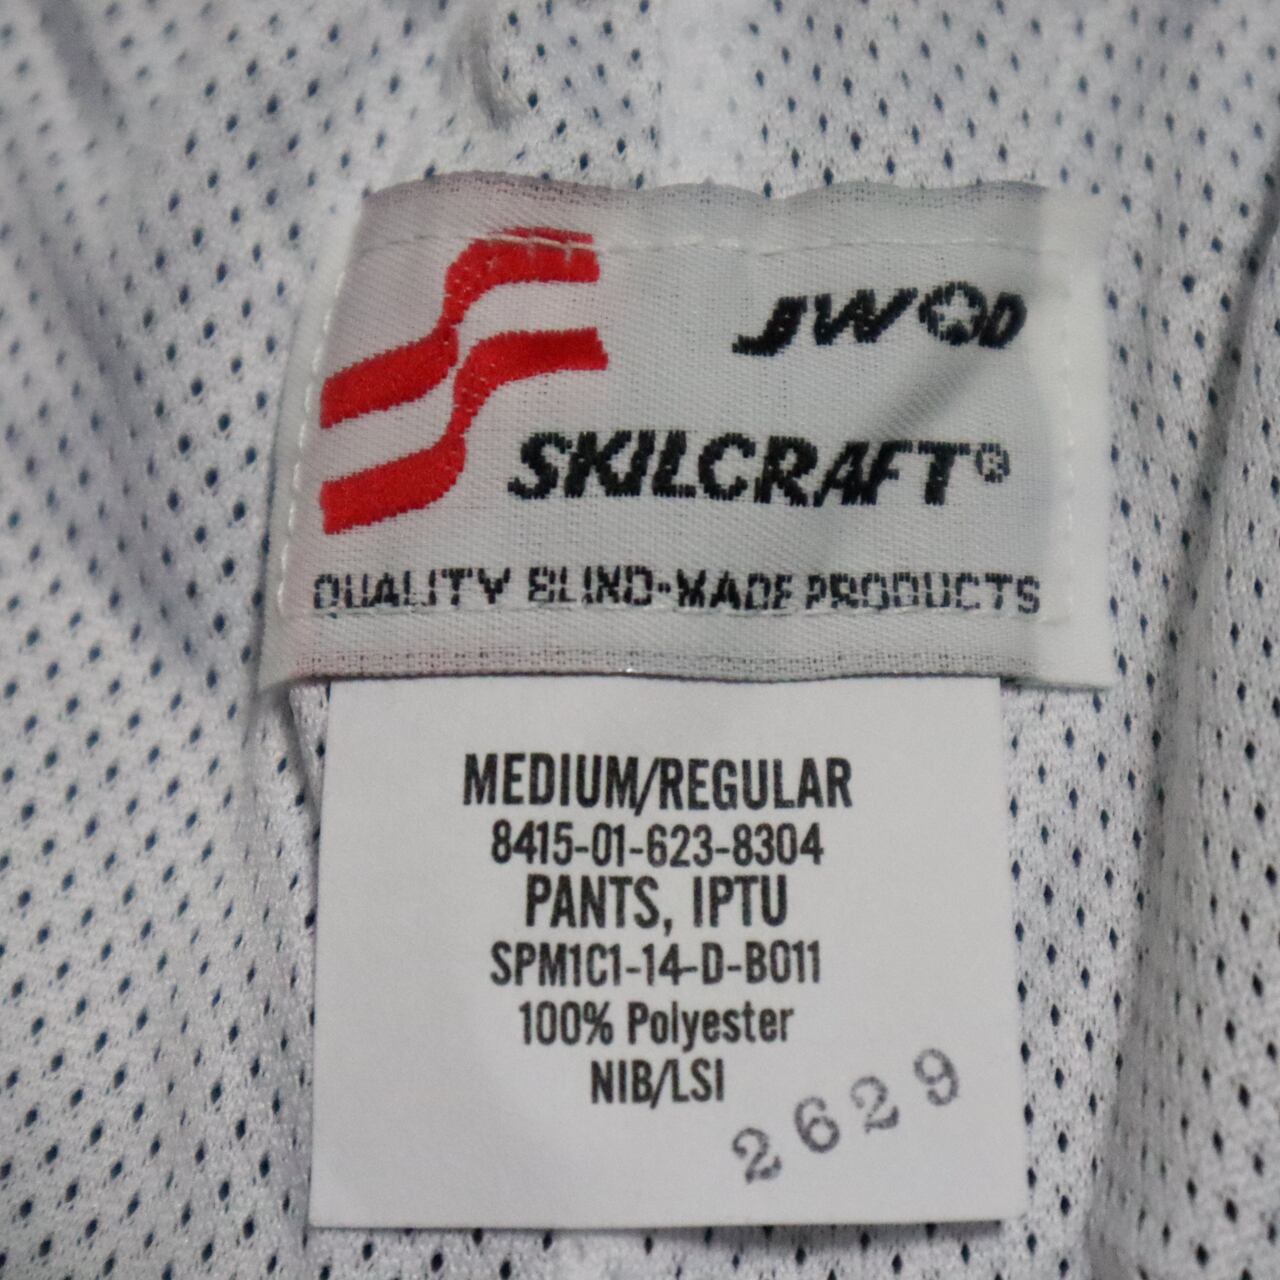 JWOD
SKILCRAFT®
QUALITY BLIND-MADE PRODUCTS
MEDIUM/REGULAR
8415-01-623-8304
PANTS, IPTU
SPM1C1-14-D-B011
100% Polyester
NIB/LSI
2629